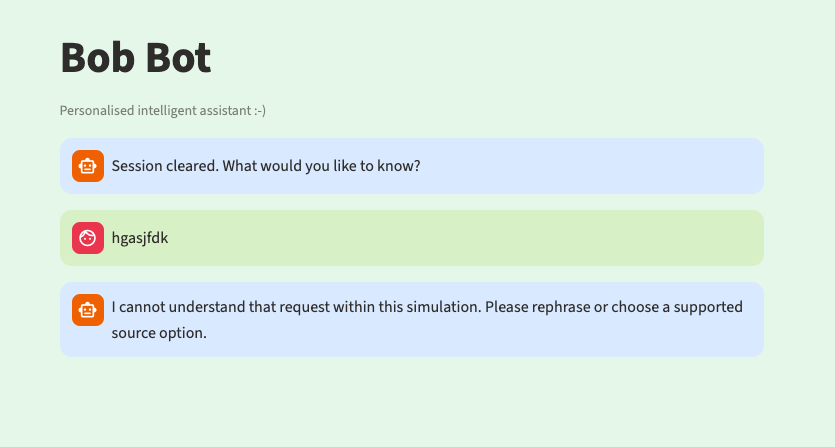 Bob Bot
Personalised intelligent assistant :-)
Session cleared. What would you like to know?
hgasjfdk
I cannot understand that request within this simulation. Please rephrase or choose a supported
source option.